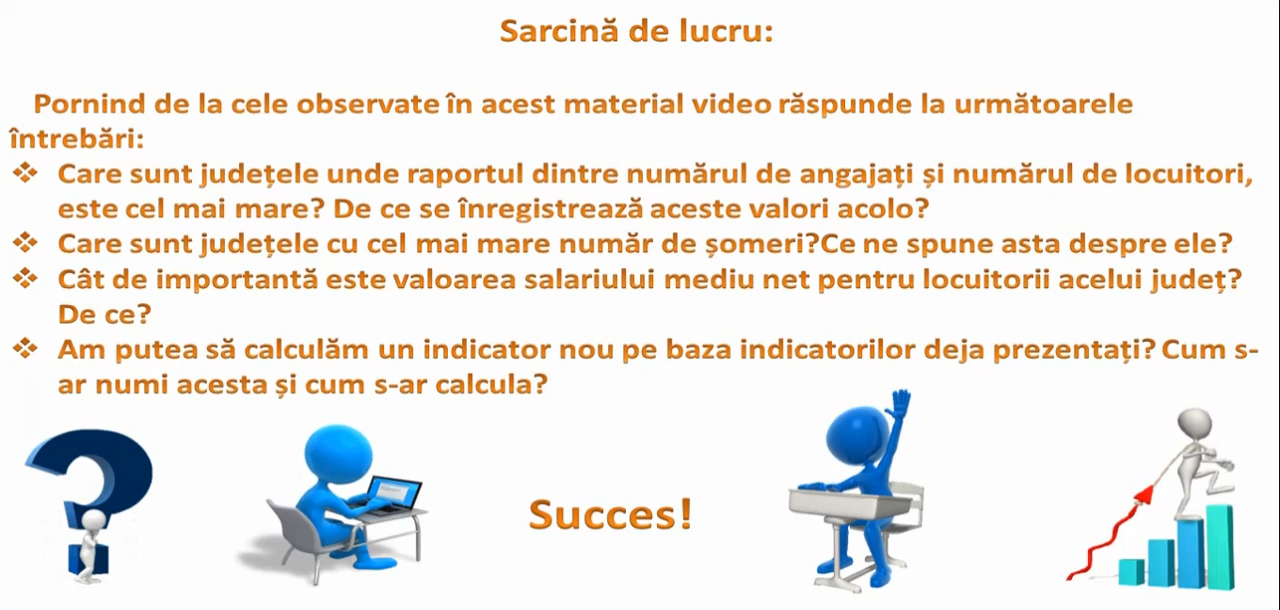 Sarcină de lucru:
Pornind de la cele observate în acest material video răspunde la următoarele
întrebări:
❖ Care sunt județele unde raportul dintre numărul de angajați și numărul de locuitori,
este cel mai mare? De ce se înregistrează aceste valori acolo?
❖ Care sunt județele cu cel mai mare număr de șomeri?Ce ne spune asta despre ele?
❖ Cât de importantă este valoarea salariului mediu net pentru locuitorii acelui județ?
De ce?
❖ Am putea să calculăm un indicator nou pe baza indicatorilor deja prezentați? Cum s-
ar numi acesta și cum s-ar calcula?
Succes!